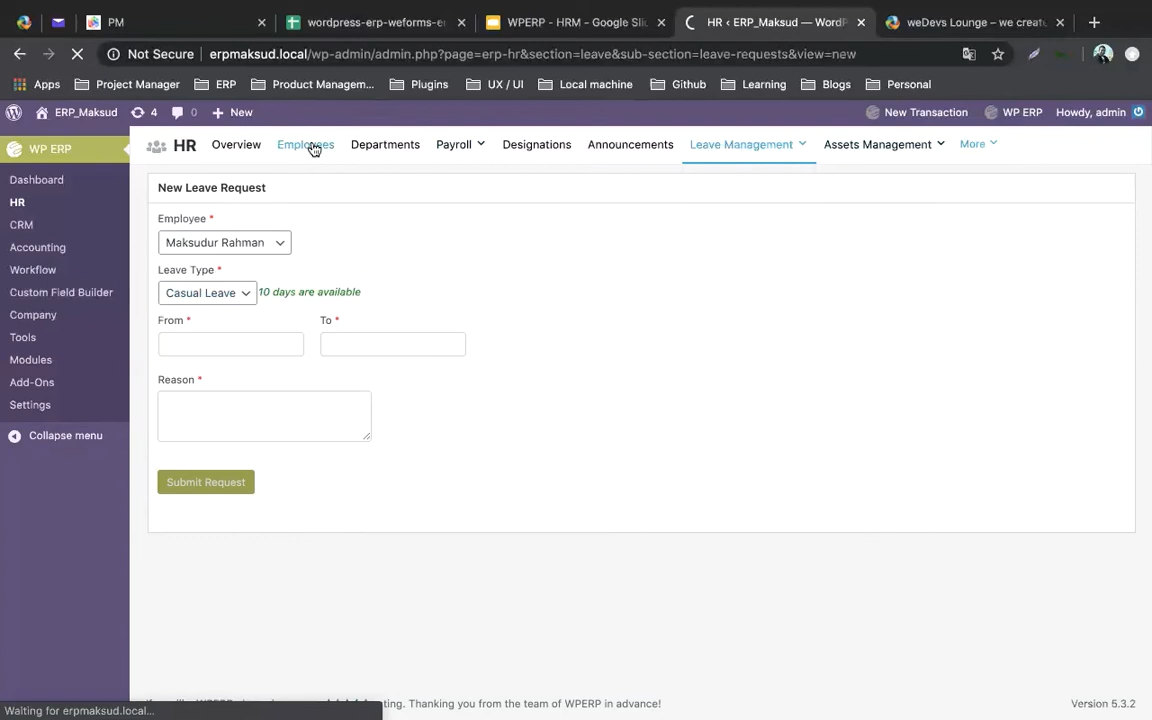 PM
wordpress-erp-weforms-er
WPERP - HRM - Google Slid
HR ‹ ERP_Maksud — WordP
weDevs Lounge – we create
Not Secure erpmaksud.local/wp-admin/admin.php?page=erp-hr&section=leave&sub-section=leave-requests&view=new
Apps Project Manager ERP Product Managem... Plugins UX / UI Local machine Github Learning Blogs Personal
ERP_Maksud 4 0 New New Transaction WP ERP Howdy, admin
WP ERP
Dashboard
HR
CRM
Accounting
Workflow
Custom Field Builder
Company
Tools
Modules
Add-Ons
Settings
Collapse menu
HR Overview Employees Departments Payroll Designations Announcements Leave Management Assets Management More
New Leave Request
Employee *
Maksudur Rahman
Leave Type *
Casual Leave 10 days are available
From * To *
Reason *
Submit Request
ting. Thanking you from the team of WPERP in advance! Version 5.3.2
Waiting for erpmaksud.local...